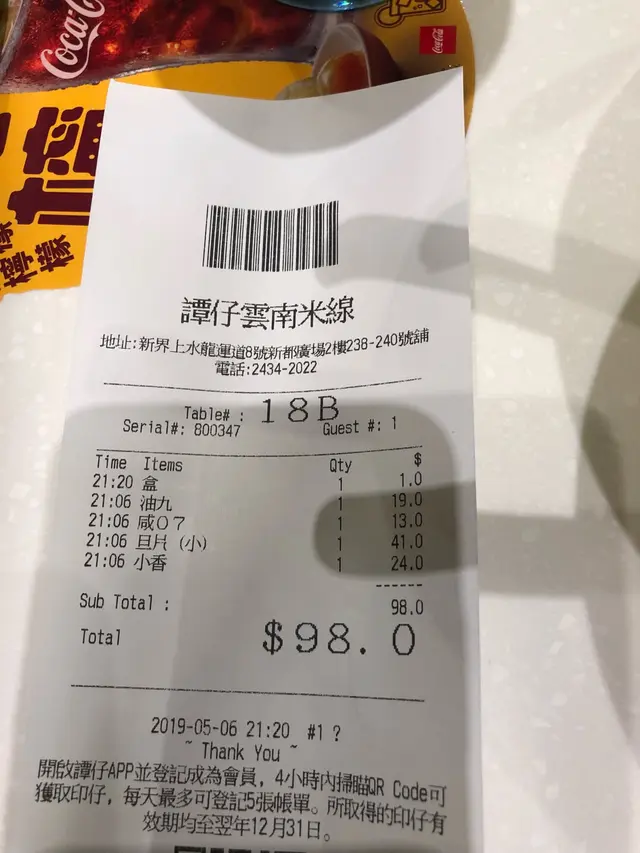 Coca-C
Coca-Cola
檸
檸檬
譚仔雲南米線
地址:新界上水龍運道8號新都廣場2樓238-240號舖
電話:2434-2022
Table# : 18B
Serial#: 800347 Guest #: 1
Time Items Qty $
21:20 盒 1 1.0
21:06 油九 1 19.0
21:06 咸07 1 13.0
21:06 旦片 (小) 1 41.0
21:06 小香 1 24.0
------
Sub Total : 98.0
Total $98.0
2019-05-06 21:20 #1 ?
~ Thank You ~
開啟譚仔APP並登記成為會員, 4小時內掃瞄QR Code可
獲取印仔, 每天最多可登記5張帳單。所取得的印仔有
效期均至翌年12月31日。